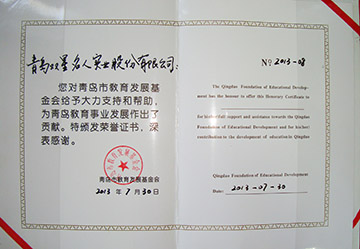 青岛双星名人实业股份有限公司:
您对青岛市教育发展基
金会给予大力支持和帮助,
为青岛教育事业发展作出了
贡献。特颁发荣誉证书,深
表感谢。
青岛市教育发展基金会
2013年7月30日
№ 2013-08
The Qingdao Foundation of Educational Develop-
ment has the honour to offer this Honorary Certificate to
for his/her support and assistance towards the Qingdao
Foundation of Educational Development and for his/her
contribution to the development of education in Qingdao
Qingdao Foundation of Educational Development
Date: 2013-07-30